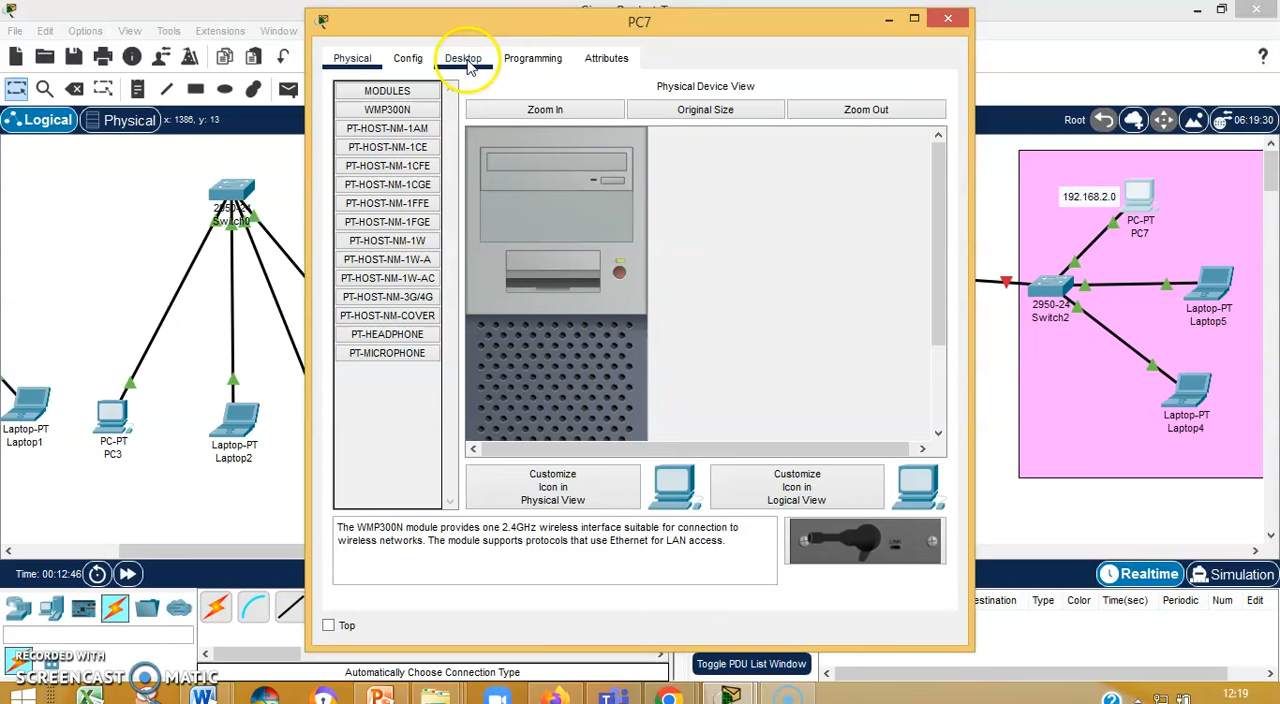 PC7
File Edit Options View Tools Extensions Window
Physical Config Desktop Programming Attributes
Logical Physical x: 1388, y: 13
Root 06:19:30
MODULES
WMP300N
PT-HOST-NM-1AM
PT-HOST-NM-1CE
PT-HOST-NM-1CFE
PT-HOST-NM-1CGE
PT-HOST-NM-1FFE
PT-HOST-NM-1FGE
PT-HOST-NM-1W
PT-HOST-NM-1W-A
PT-HOST-NM-1W-AC
PT-HOST-NM-3G/4G
PT-HOST-NM-COVER
PT-HEADPHONE
PT-MICROPHONE
Physical Device View
Zoom In Original Size Zoom Out
Customize
Icon in
Physical View
Customize
Icon in
Logical View
The WMP300N module provides one 2.4GHz wireless interface suitable for connection to
wireless networks. The module supports protocols that use Ethernet for LAN access.
LINK
Top
2950-24
Switch0
Laptop-PT
Laptop1
PC-PT
PC3
Laptop-PT
Laptop2
192.168.2.0
PC-PT
PC7
2950-24
Switch2
Laptop-PT
Laptop5
Laptop-PT
Laptop4
Time: 00:12:46
Realtime Simulation
Type Color Time(sec) Periodic Num Edit
Automatically Choose Connection Type
Toggle PDU List Window
RECORDED WITH
SCREENCAST MATIC
12:19